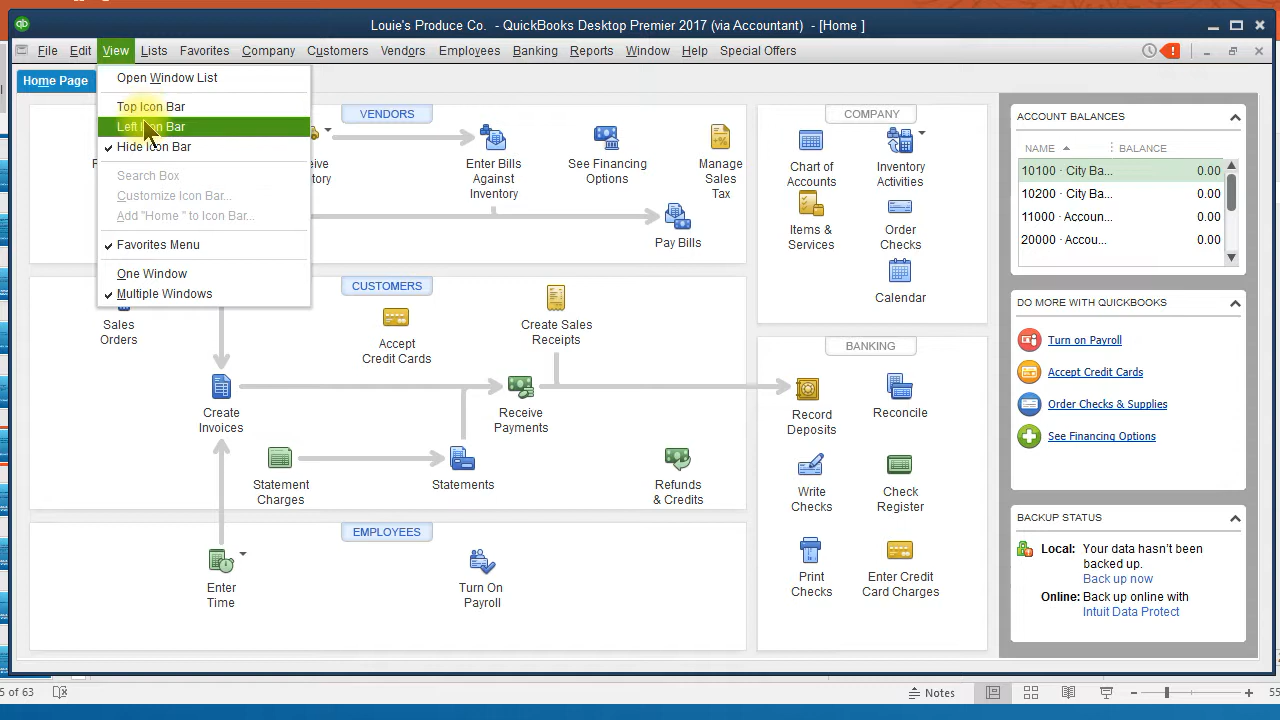 Louie's Produce Co. - QuickBooks Desktop Premier 2017 (via Accountant) - [Home ]
File Edit View Lists Favorites Company Customers Vendors Employees Banking Reports Window Help Special Offers
Home Page
Open Window List
Top Icon Bar
Left Icon Bar
Hide Icon Bar
Search Box
Customize Icon Bar...
Add "Home " to Icon Bar...
Favorites Menu
One Window
Multiple Windows
VENDORS
Enter Bills
Against
Inventory
See Financing
Options
Manage
Sales
Tax
Pay Bills
CUSTOMERS
Sales
Orders
Accept
Credit Cards
Create Sales
Receipts
Create
Invoices
Receive
Payments
Statement
Charges
Statements
Refunds
& Credits
EMPLOYEES
Enter
Time
Turn On
Payroll
COMPANY
Chart of
Accounts
Inventory
Activities
Items &
Services
Order
Checks
Calendar
BANKING
Record
Deposits
Reconcile
Write
Checks
Check
Register
Print
Checks
Enter Credit
Card Charges
ACCOUNT BALANCES
NAME BALANCE
10100 · City Ba... 0.00
10200 · City Ba... 0.00
11000 · Accoun... 0.00
20000 · Accou... 0.00
DO MORE WITH QUICKBOOKS
Turn on Payroll
Accept Credit Cards
Order Checks & Supplies
See Financing Options
BACKUP STATUS
Local: Your data hasn't been
backed up.
Back up now
Online: Back up online with
Intuit Data Protect
5 of 63
Notes
55